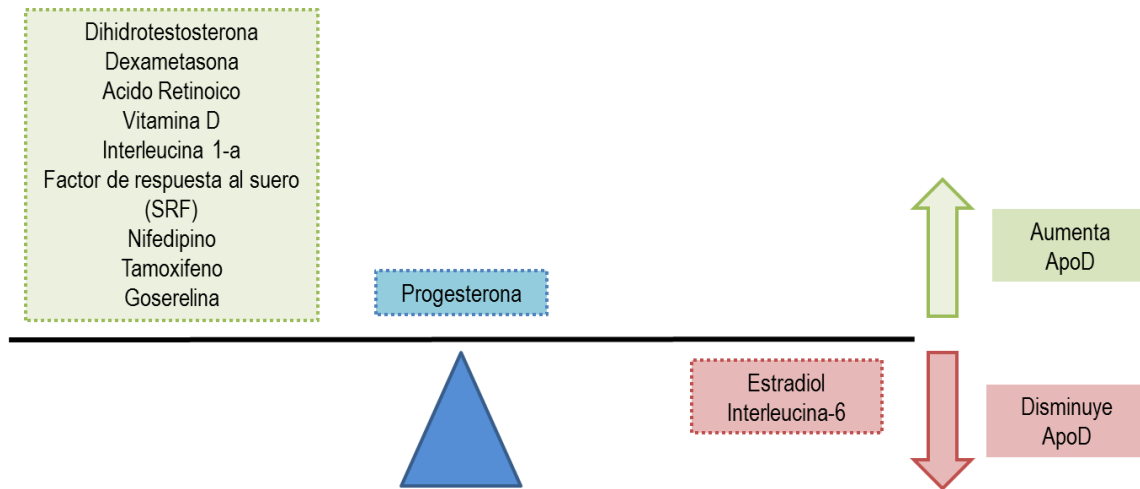 Dihidrotestosterona
Dexametasona
Acido Retinoico
Vitamina D
Interleucina 1-a
Factor de respuesta al suero
(SRF)
Nifedipino
Tamoxifeno
Goserelina
Progesterona
Aumenta
ApoD
Estradiol
Interleucina-6
Disminuye
ApoD